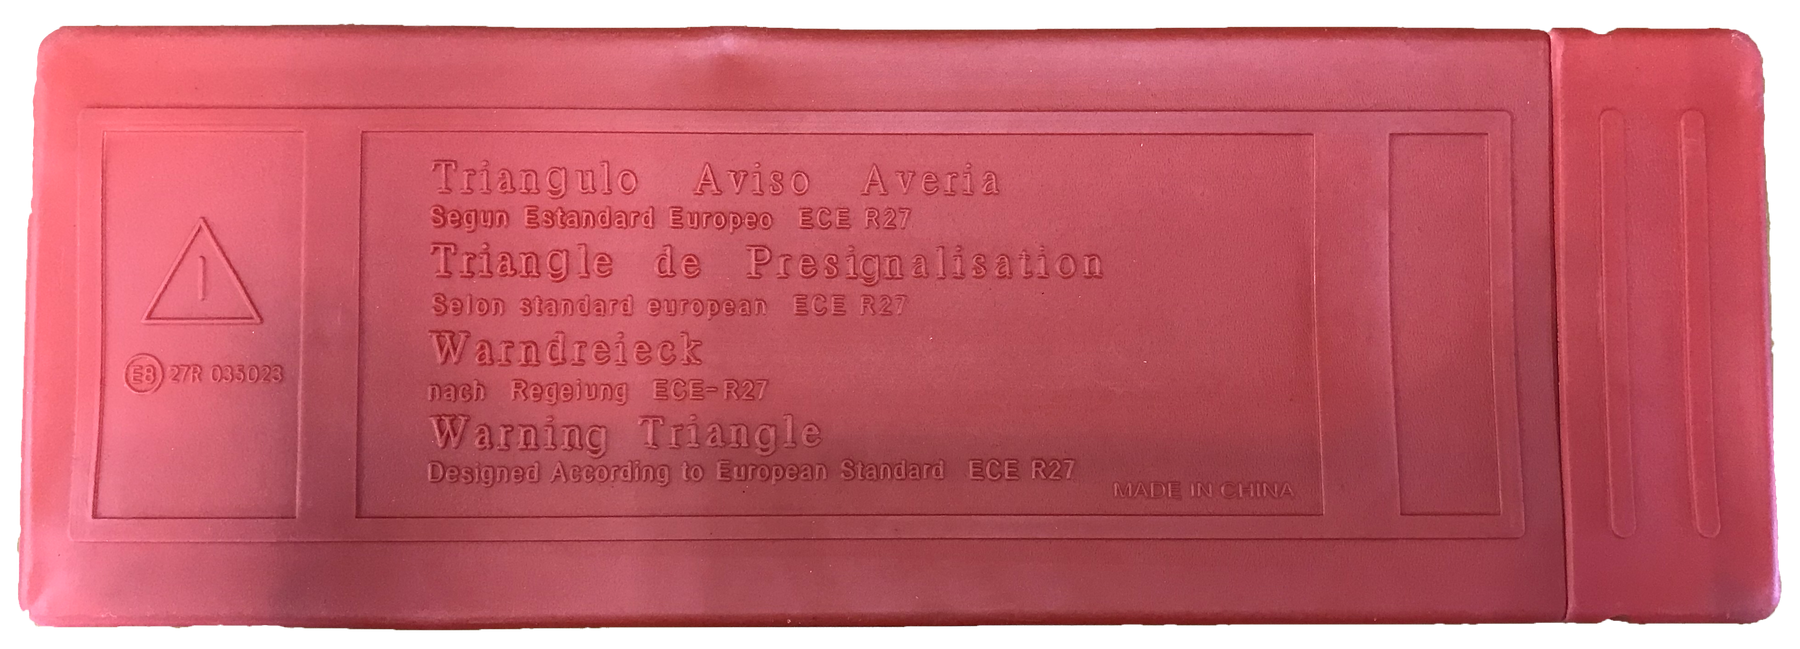 Triangulo Aviso Averia
Segun Estandard Europeo ECE R27
Triangle de Presignalisation
Selon standard european ECE R27
Warndreieck
nach Regeiung ECE-R27
Warning Triangle
Designed According to European Standard ECE R27
MADE IN CHINA
E8 27R 035023